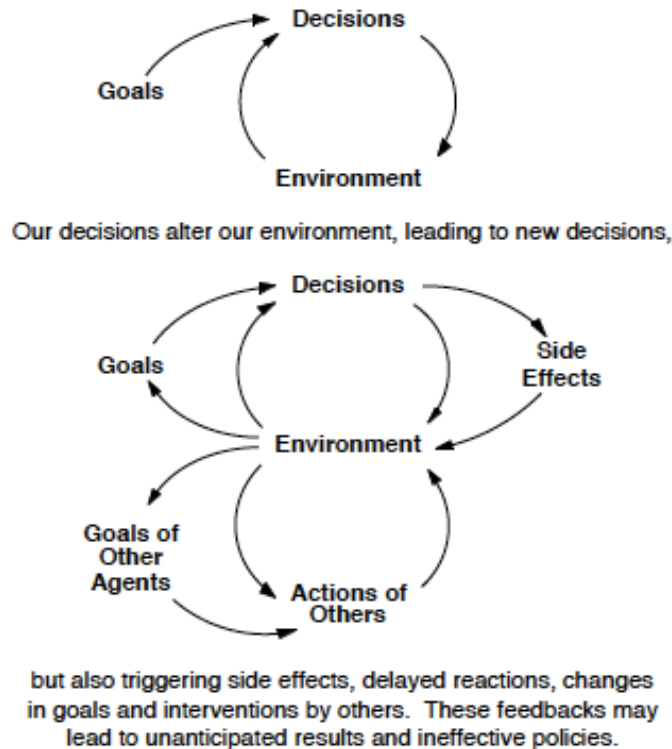 Decisions
Goals
Environment
Our decisions alter our environment, leading to new decisions,
Decisions
Goals
Side
Effects
Environment
Goals of
Other
Agents
Actions of
Others
but also triggering side effects, delayed reactions, changes
in goals and interventions by others.  These feedbacks may
lead to unanticipated results and ineffective policies.